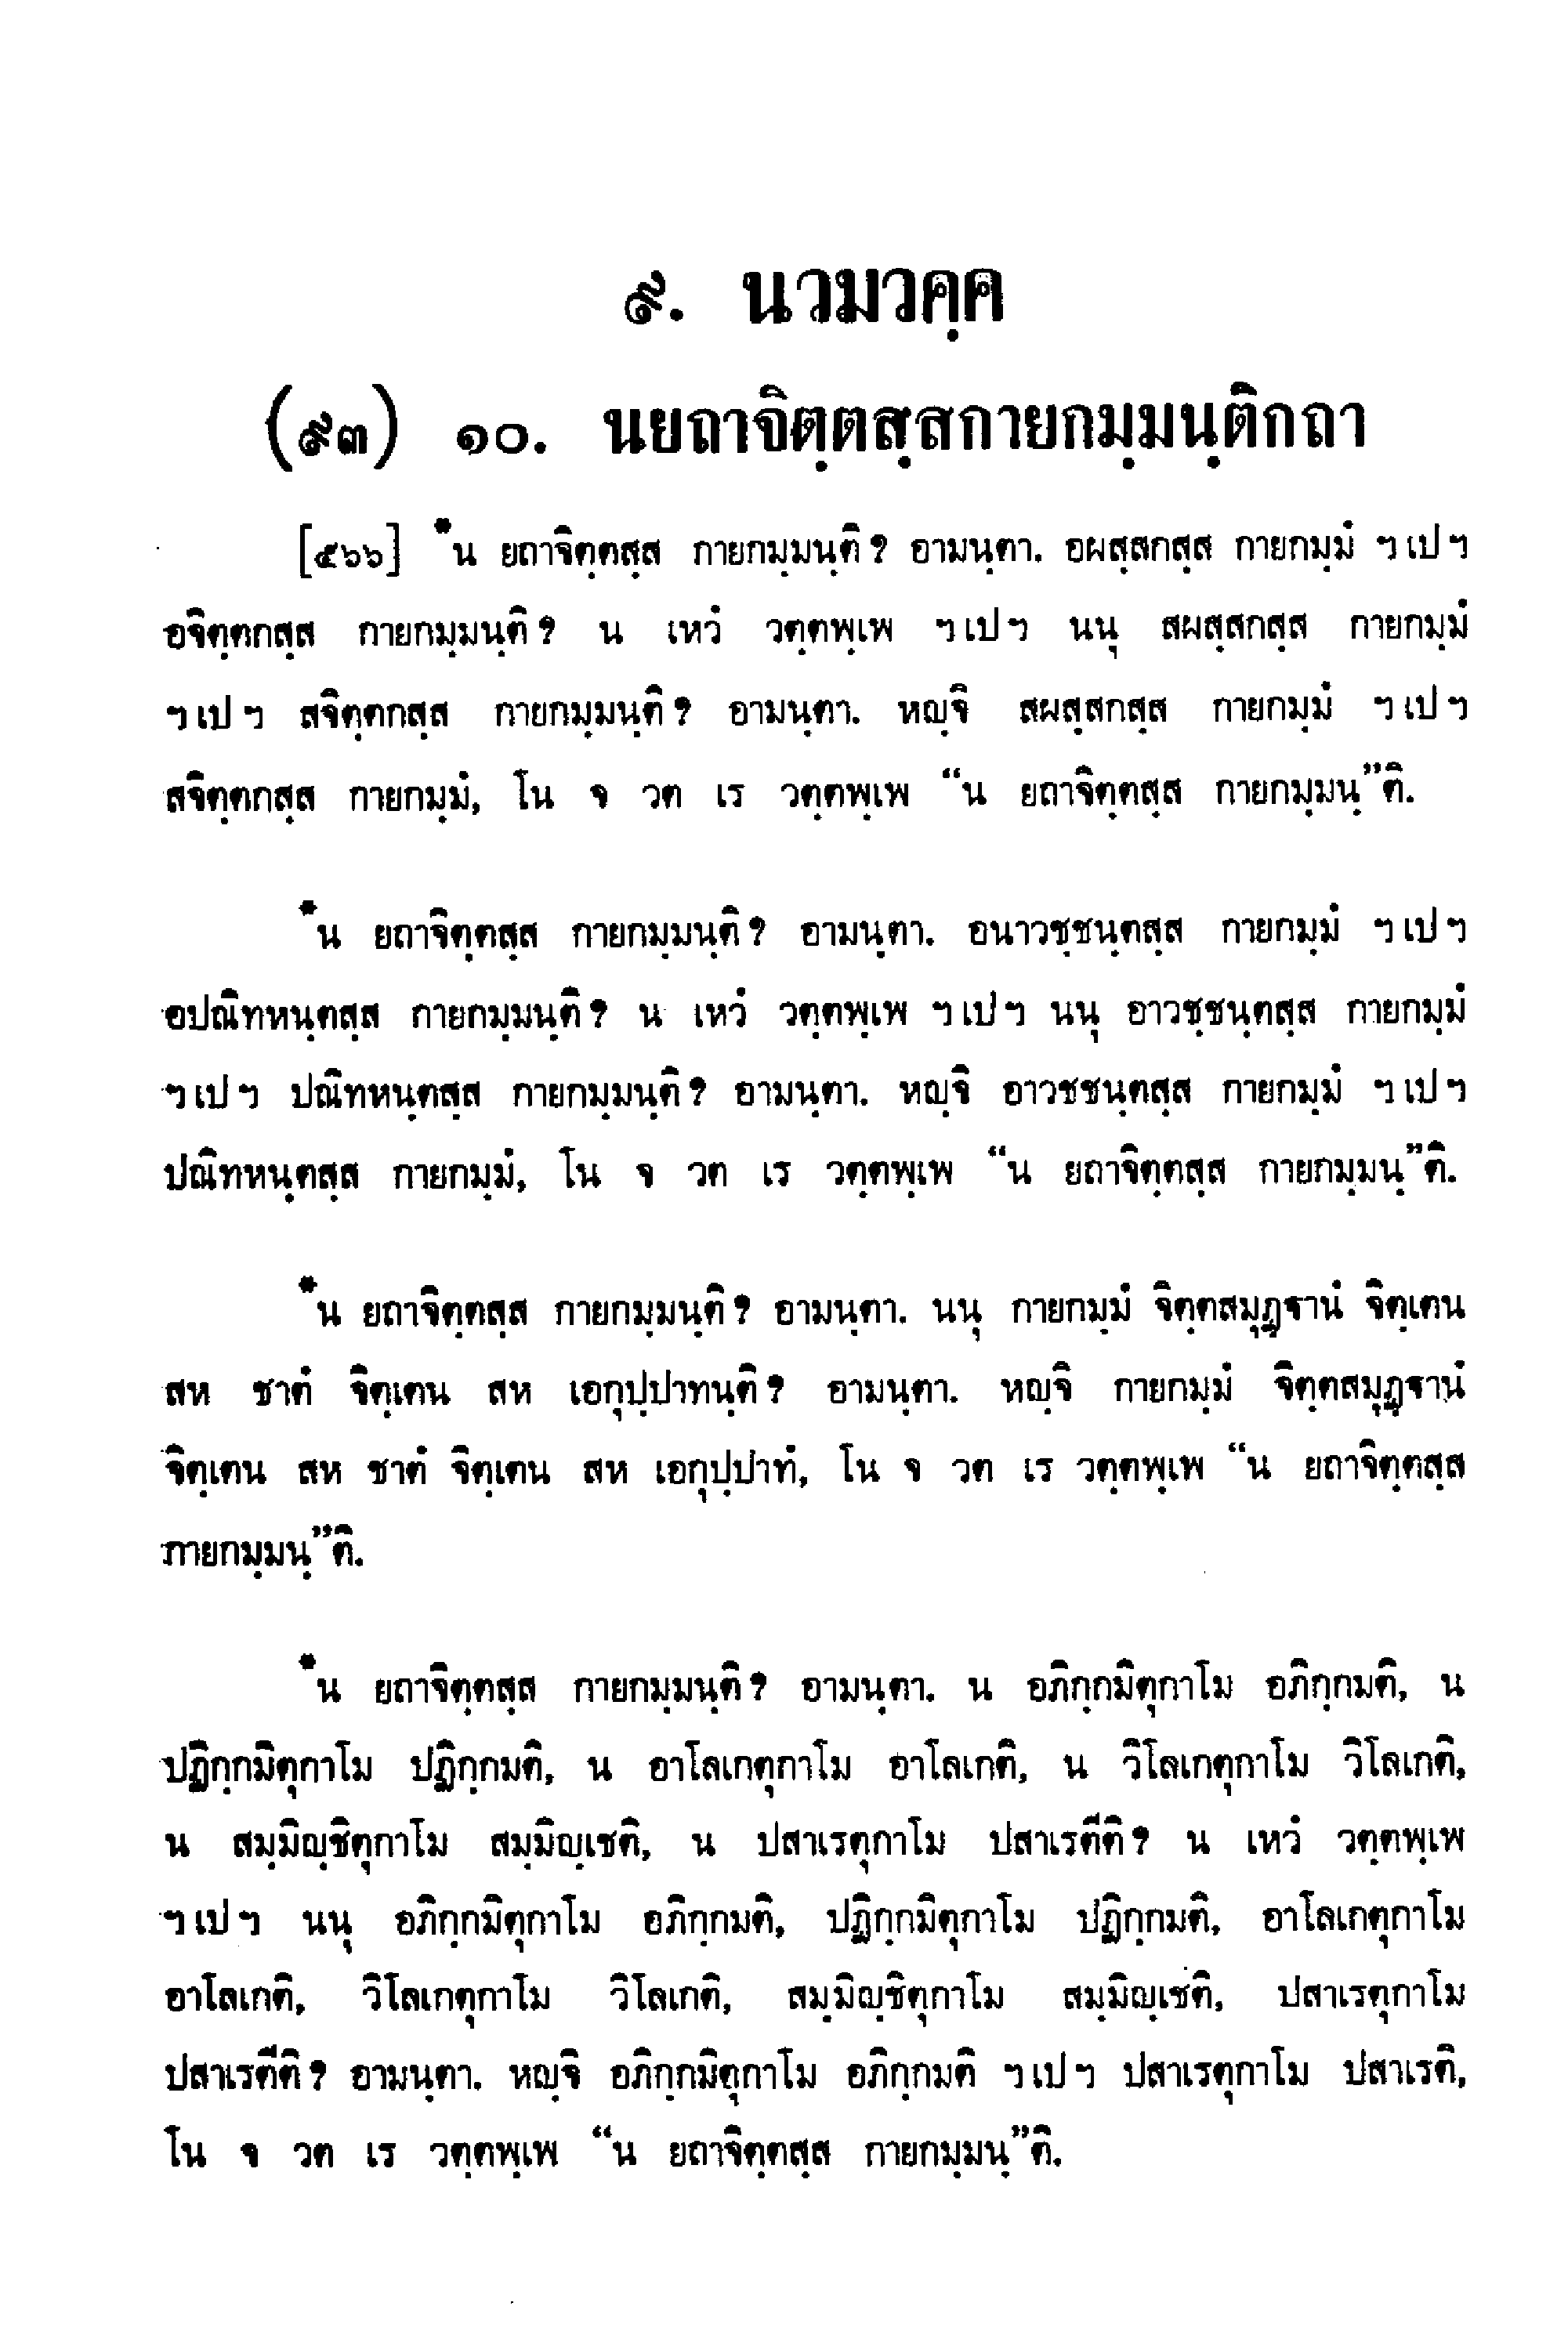 ๙. นวมวคฺค
(๙๓) ๑๐. นยถาจิตฺตสฺสกายกมฺมนฺติกถา
[๕๖๖] *น ยถาจิตฺตสฺส กายกมฺมนฺติ? อามนฺตา. อผสฺสกสฺส กายกมฺมํ ฯเปฯ
อจิตฺตกสฺส กายกมฺมนฺติ? น เหวํ วตฺตพฺเพ ฯเปฯ นนุ สผสฺสกสฺส กายกมฺมํ
ฯเปฯ สจิตฺตกสฺส กายกมฺมนฺติ? อามนฺตา. หญฺจิ สผสฺสกสฺส กายกมฺมํ ฯเปฯ
สจิตฺตกสฺส กายกมฺมํ, โน จ วต เร วตฺตพฺเพ “น ยถาจิตฺตสฺส กายกมฺมนฺ”ติ.
*น ยถาจิตฺตสฺส กายกมฺมนฺติ? อามนฺตา. อนาวชฺชนฺตสฺส กายกมฺมํ ฯเปฯ
อปณิทหนฺตสฺส กายกมฺมนฺติ? น เหวํ วตฺตพฺเพ ฯเปฯ นนุ อาวชฺชนฺตสฺส กายกมฺมํ
ฯเปฯ ปณิทหนฺตสฺส กายกมฺมนฺติ? อามนฺตา. หญฺจิ อาวชชนฺตสฺส กายกมฺมํ ฯเปฯ
ปณิทหนฺตสฺส กายกมฺมํ, โน จ วต เร วตฺตพฺเพ “น ยถาจิตฺตสฺส กายกมฺมนฺ”ติ.
*น ยถาจิตฺตสฺส กายกมฺมนฺติ? อามนฺตา. นนุ กายกมฺมํ จิตฺตสมุฏฺฐานํ จิตฺเตน
สห ชาตํ จิตฺเตน สห เอกุปฺปาทนฺติ? อามนฺตา. หญฺจิ กายกมฺมํ จิตฺตสมุฏฺฐานํ
จิตฺเตน สห ชาตํ จิตฺเตน สห เอกุปฺปาทํ, โน จ วต เร วตฺตพฺเพ “น ยถาจิตฺตสฺส
กายกมฺมนฺ”ติ.
*น ยถาจิตฺตสฺส กายกมฺมนฺติ? อามนฺตา. น อภิกฺกมิตุกาโม อภิกฺกมติ, น
ปฏิกฺกมิตุกาโม ปฏิกฺกมติ, น อาโลเกตุกาโม อาโลเกติ, น วิโลเกตุกาโม วิโลเกติ,
น สมฺมิญฺชิตุกาโม สมฺมิญฺเชติ, น ปสาเรตุกาโม ปสาเรตีติ? น เหวํ วตฺตพฺเพ
ฯเปฯ นนุ อภิกฺกมิตุกาโม อภิกฺกมติ, ปฏิกฺกมิตุกาโม ปฏิกฺกมติ, อาโลเกตุกาโม
อาโลเกติ, วิโลเกตุกาโม วิโลเกติ, สมฺมิญฺชิตุกาโม สมฺมิญฺเชติ, ปสาเรตุกาโม
ปสาเรตีติ? อามนฺตา. หญฺจิ อภิกฺกมิตุกาโม อภิกฺกมติ ฯเปฯ ปสาเรตุกาโม ปสาเรติ,
โน จ วต เร วตฺตพฺเพ “น ยถาจิตฺตสฺส กายกมฺมนฺ”ติ.